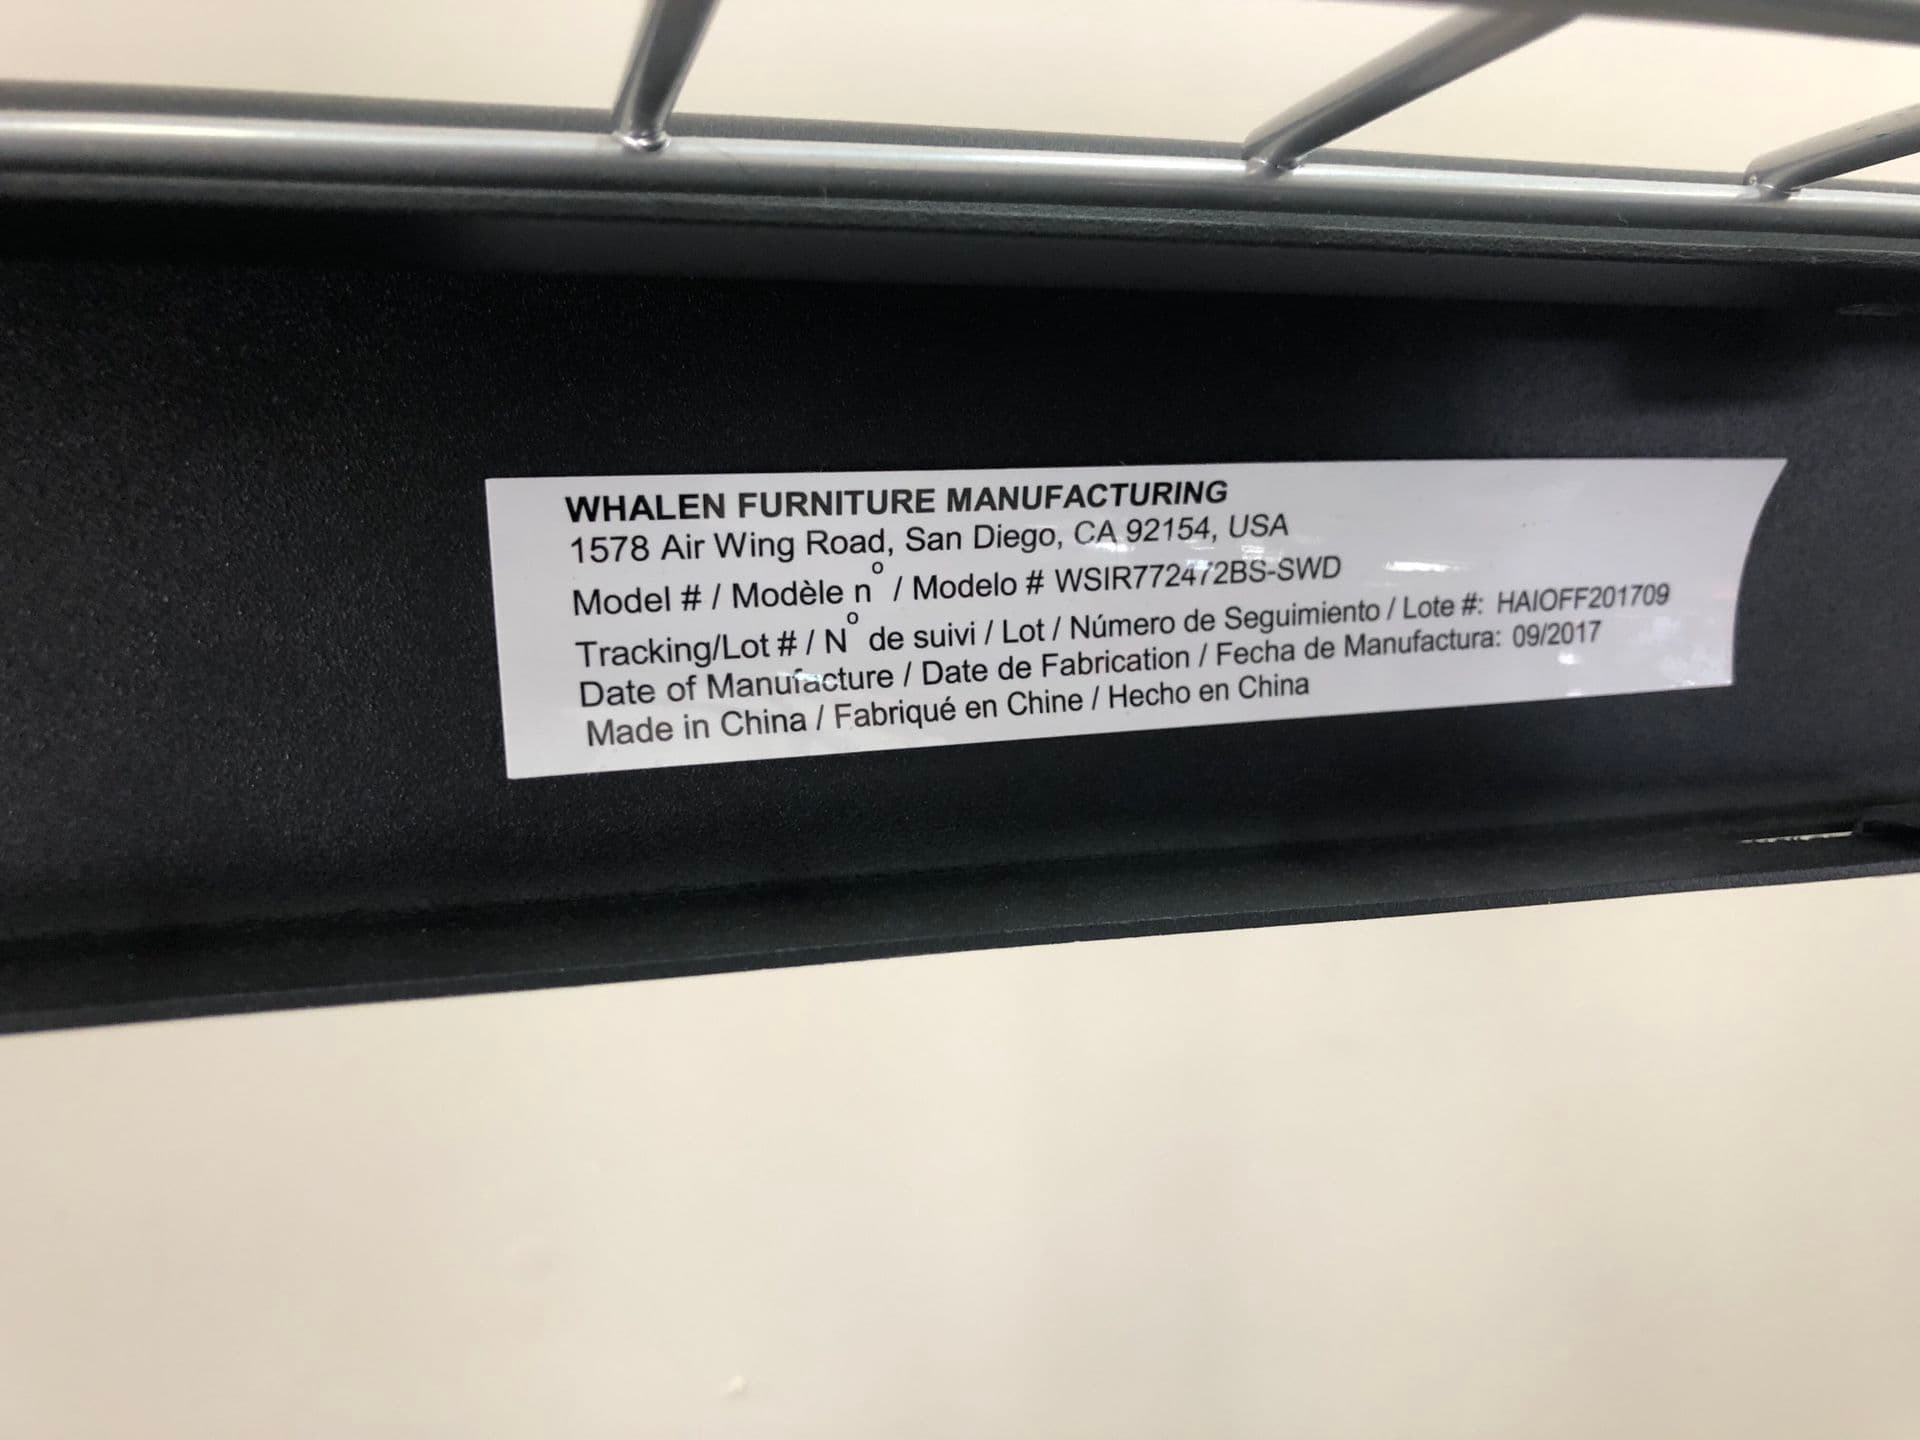 WHALEN FURNITURE MANUFACTURING
1578 Air Wing Road, San Diego, CA 92154, USA
Model # / Modèle nº / Modelo # WSIR772472BS-SWD
Tracking/Lot # / Nº de suivi / Lot / Número de Seguimiento / Lote #: HAIOFF201709
Date of Manufacture / Date de Fabrication / Fecha de Manufactura: 09/2017
Made in China / Fabriqué en Chine / Hecho en China